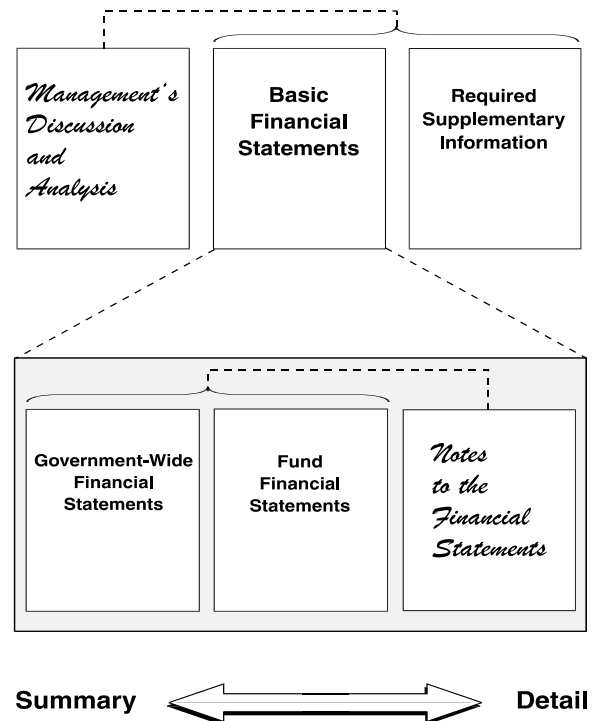 Management's
Discussion
and
Analysis
Basic
Financial
Statements
Required
Supplementary
Information
Government-Wide
Financial
Statements
Fund
Financial
Statements
Notes
to the
Financial
Statements
Summary
Detail